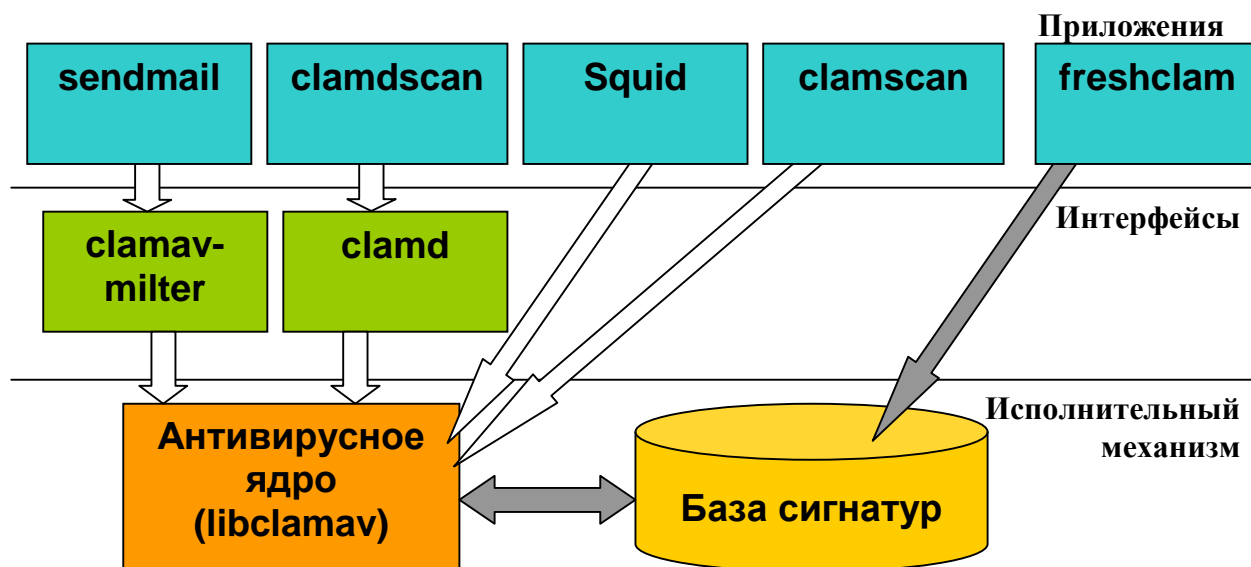 Приложения
sendmail
clamdscan
Squid
clamscan
freshclam
Интерфейсы
clamav-
milter
clamd
Исполнительный
механизм
Антивирусное
ядро
(libclamav)
База сигнатур